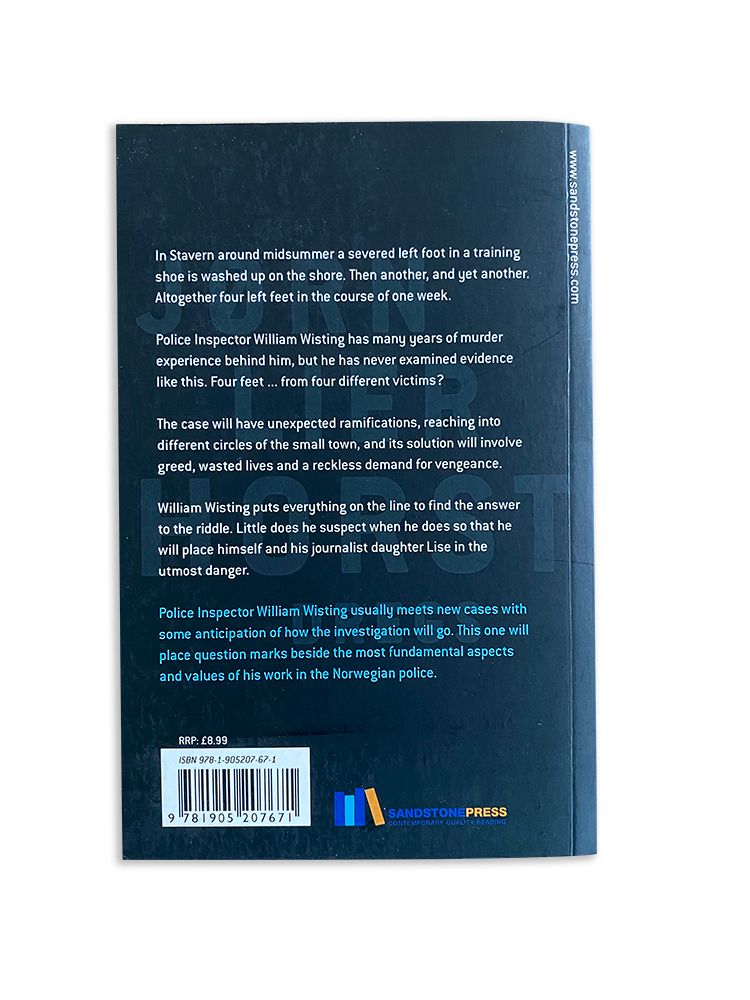 www.sandstonepress.com
In Stavern around midsummer a severed left foot in a training
shoe is washed up on the shore. Then another, and yet another.
Altogether four left feet in the course of one week.
Police Inspector William Wisting has many years of murder
experience behind him, but he has never examined evidence
like this. Four feet ... from four different victims?
The case will have unexpected ramifications, reaching into
different circles of the small town, and its solution will involve
greed, wasted lives and a reckless demand for vengeance.
William Wisting puts everything on the line to find the answer
to the riddle. Little does he suspect when he does so that he
will place himself and his journalist daughter Lise in the
utmost danger.
Police Inspector William Wisting usually meets new cases with
some anticipation of how the investigation will go. This one will
place question marks beside the most fundamental aspects
and values of his work in the Norwegian police.
JØRN
LIER
HORST
DREGS
RRP: £8.99
ISBN 978-1-905207-67-1
9 781905 207671
SANDSTONEPRESS
CONTEMPORARY QUALITY READING